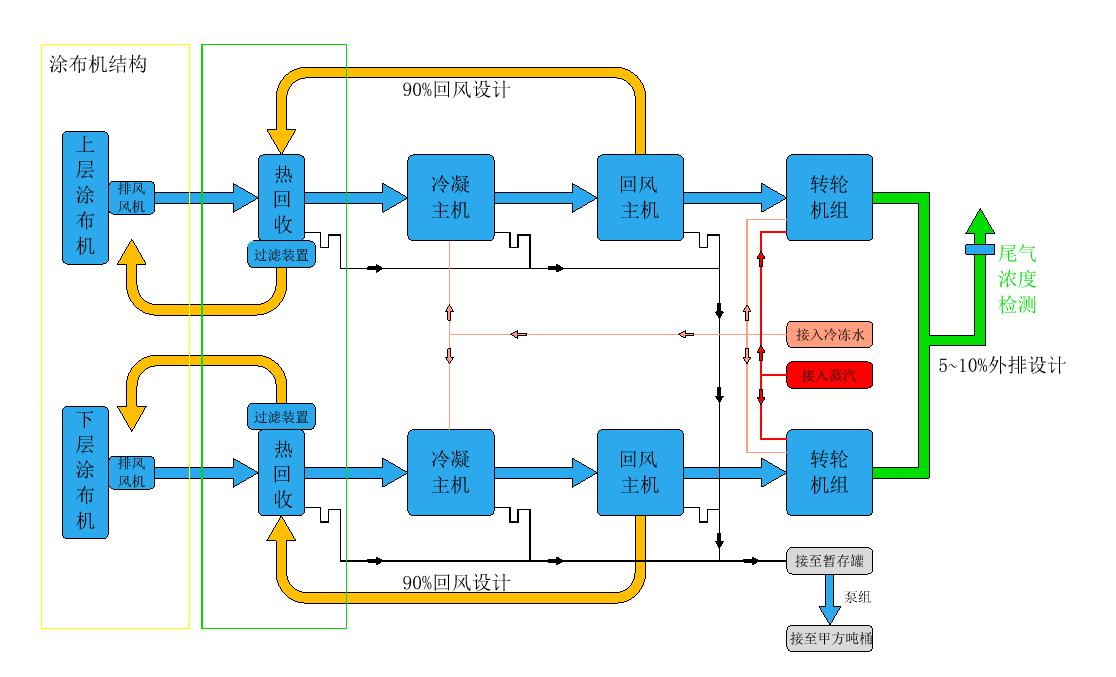 涂布机结构
90%回风设计
上层涂布机
排风
风机
热回收
过滤装置
冷凝
主机
回风
主机
转轮
机组
尾气
浓度
检测
接入冷冻水
接入蒸汽
5~10%外排设计
下层涂布机
排风
风机
过滤装置
热回收
冷凝
主机
回风
主机
转轮
机组
90%回风设计
接至暂存罐
泵组
接至甲方吨桶